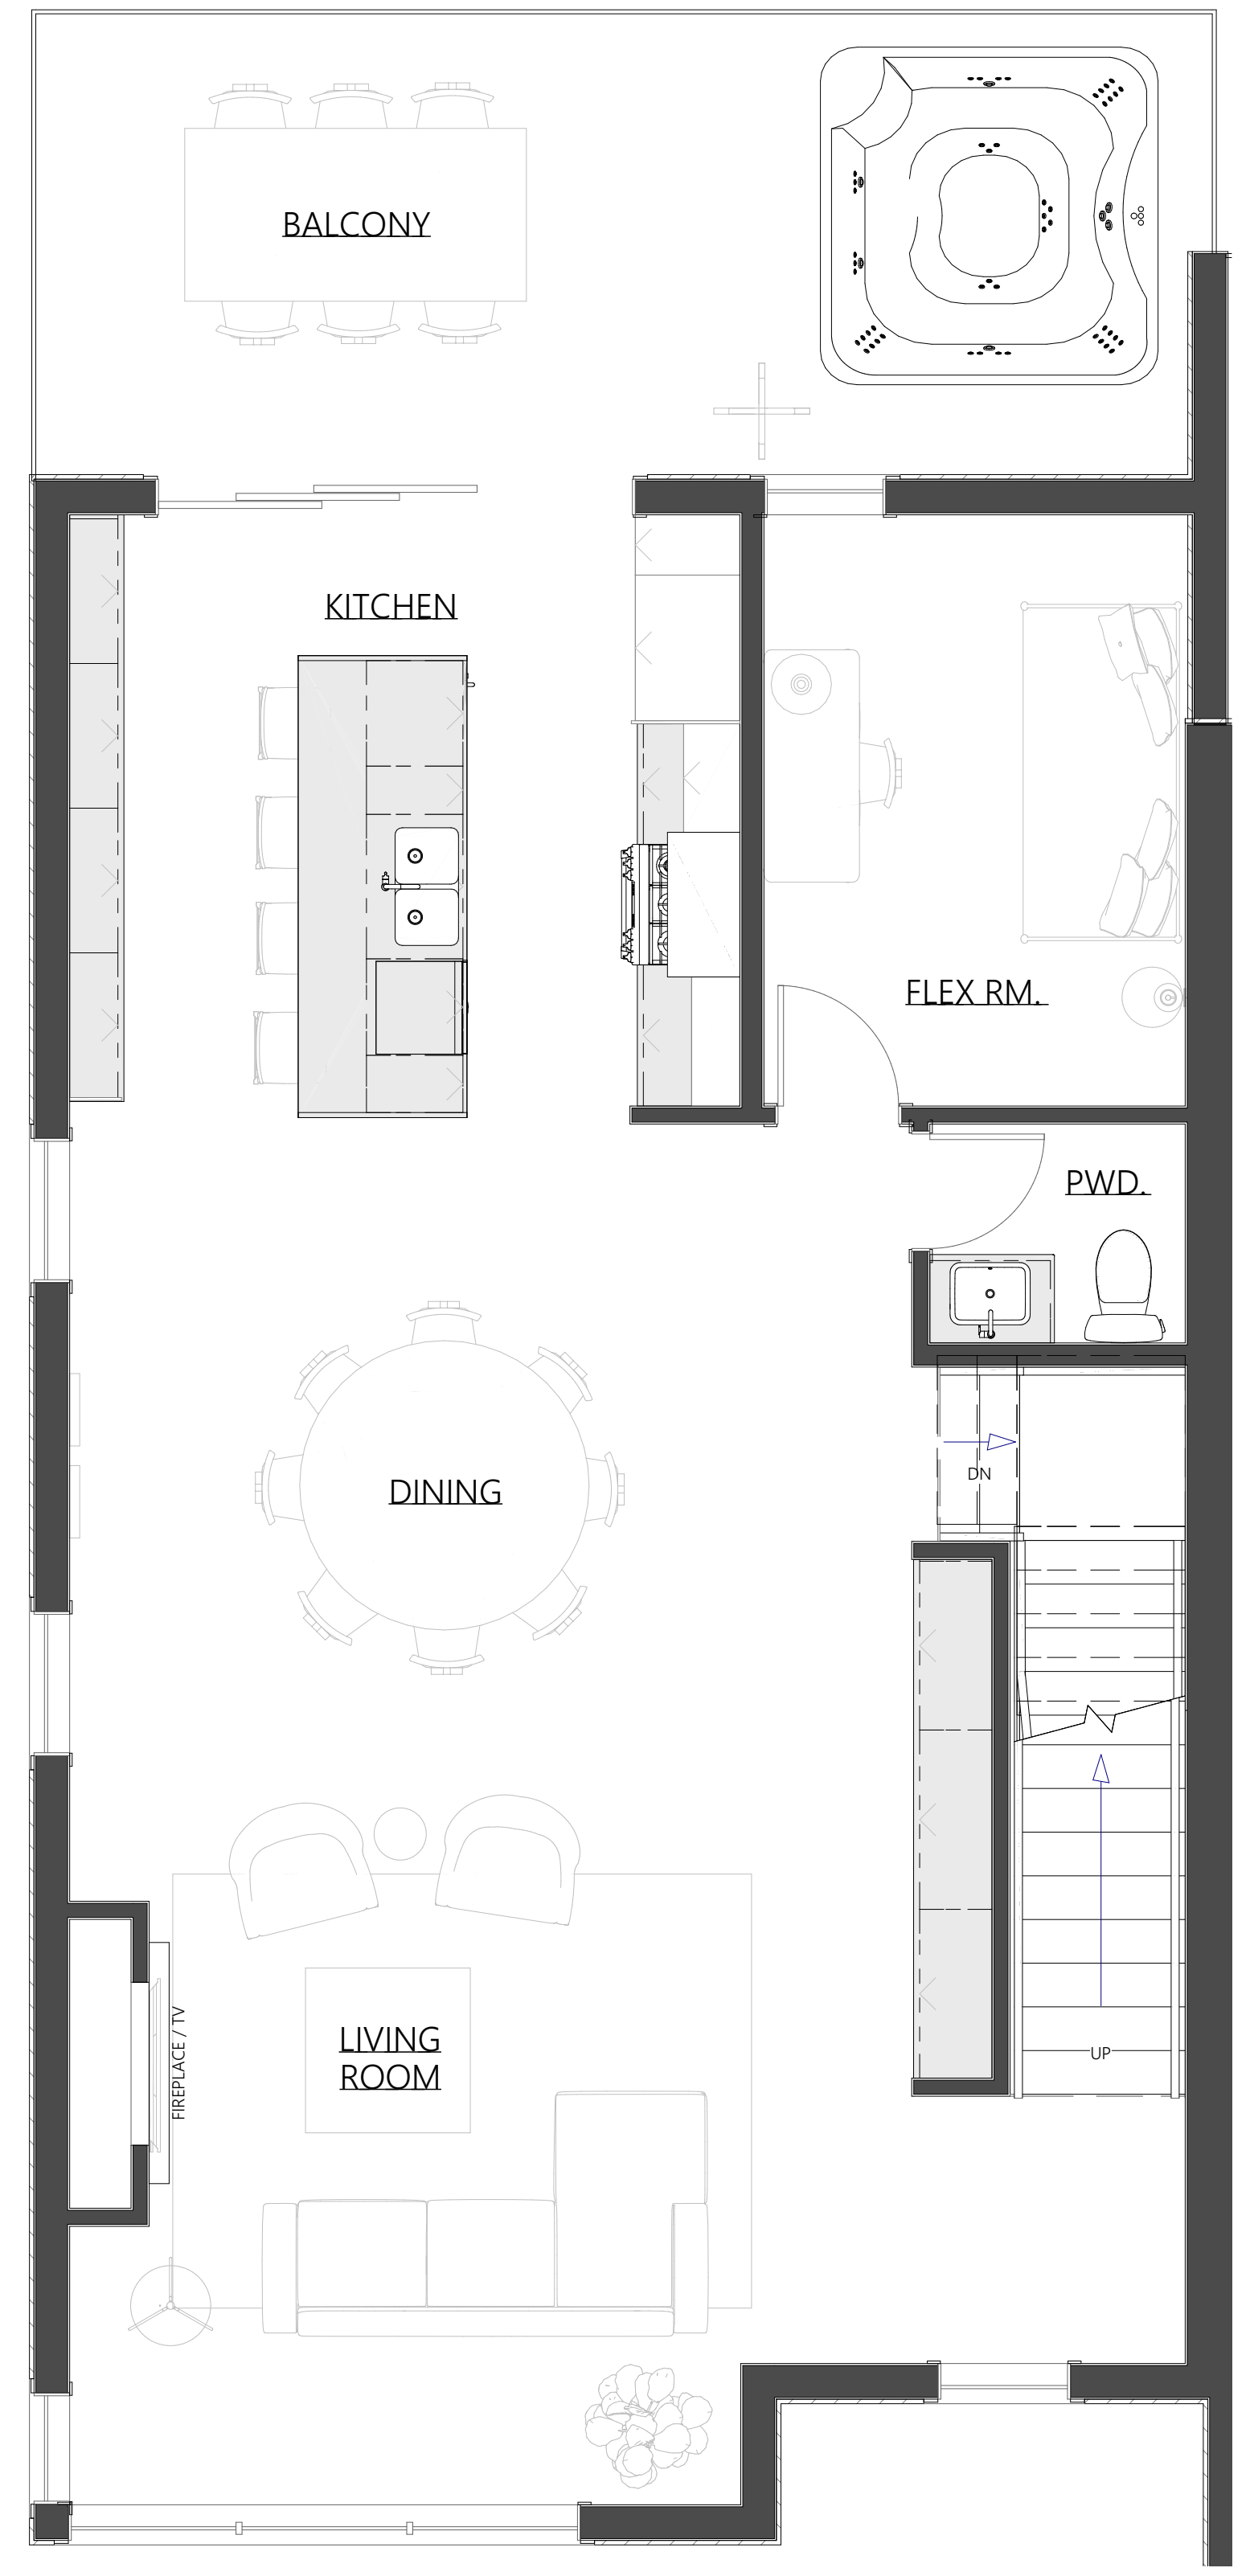 BALCONY
KITCHEN
FLEX RM.
PWD.
DINING
DN
LIVING
ROOM
FIREPLACE / TV
UP